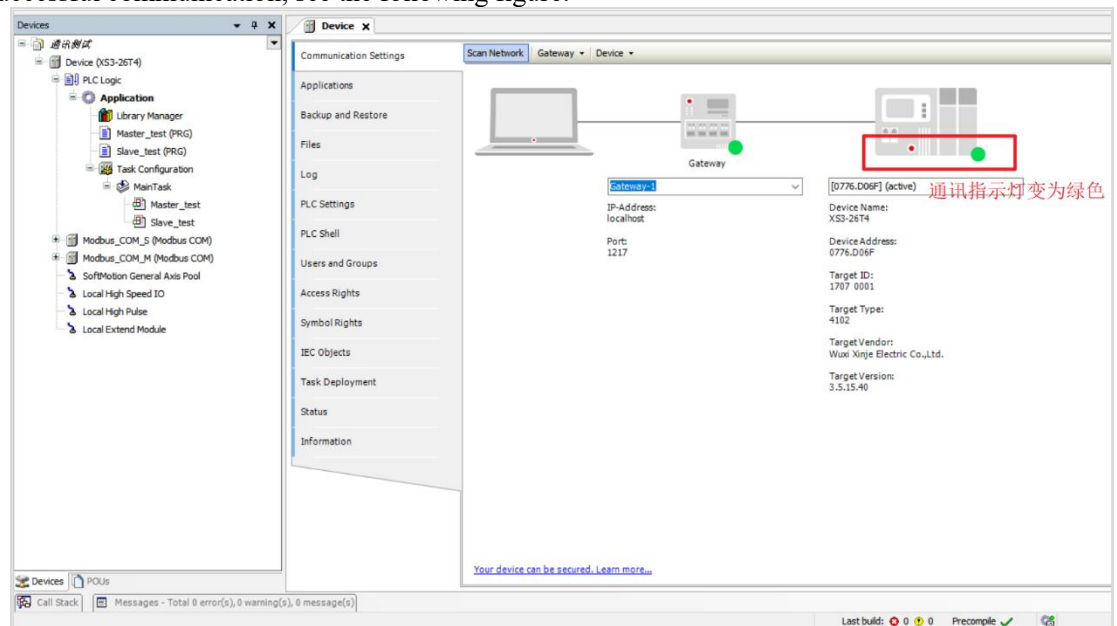 successful communication, see the following figure.
Devices
Device
通讯测试
Device (XS3-26T4)
PLC Logic
Application
Library Manager
Master_test (PRG)
Slave_test (PRG)
Task Configuration
MainTask
Master_test
Slave_test
Modbus_COM_S (Modbus COM)
Modbus_COM_M (Modbus COM)
SoftMotion General Axis Pool
Local High Speed IO
Local High Pulse
Local Extend Module
Devices
POUs
Communication Settings
Applications
Backup and Restore
Files
Log
PLC Settings
PLC Shell
Users and Groups
Access Rights
Symbol Rights
IEC Objects
Task Deployment
Status
Information
Scan Network
Gateway
Device
Gateway
Gateway-1
IP-Address:
localhost
Port:
1217
[0776.D06F] (active)
通讯指示灯变为绿色
Device Name:
XS3-26T4
Device Address:
0776.D06F
Target ID:
1707 0001
Target Type:
4102
Target Vendor:
Wuxi Xinje Electric Co.,Ltd.
Target Version:
3.5.15.40
Your device can be secured. Learn more...
Call Stack
Messages - Total 0 error(s), 0 warning(s), 0 message(s)
Last build: 0 0 Precompile